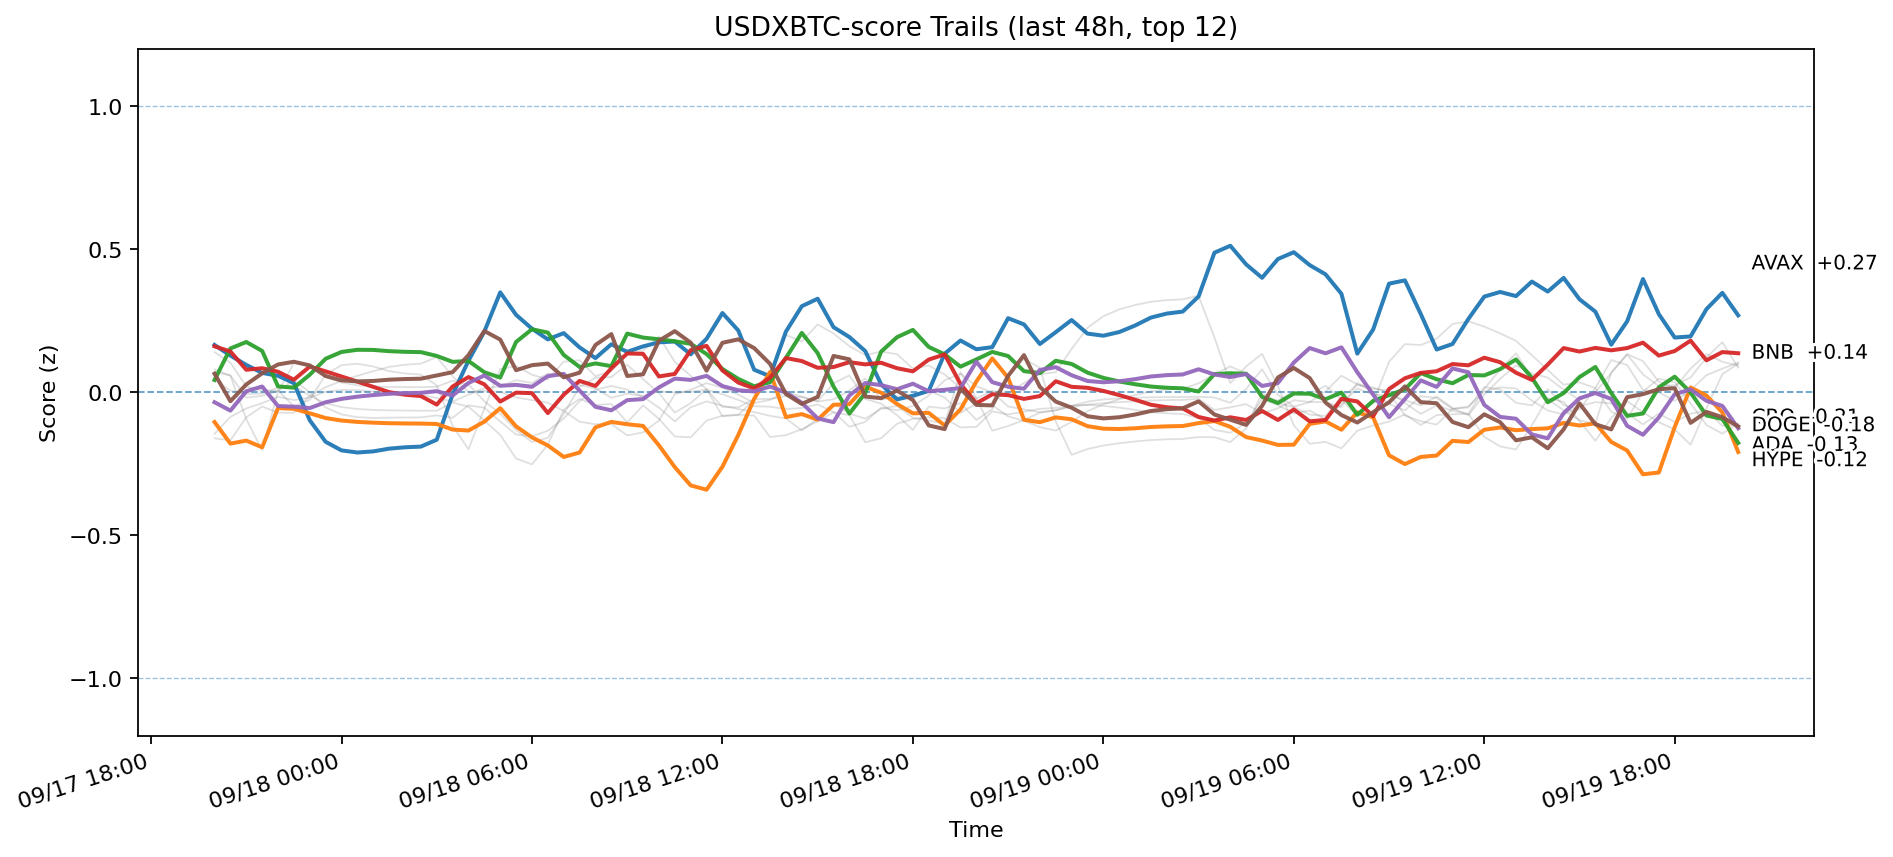 USDXBTC-score Trails (last 48h, top 12)
Score (z)
1.0
0.5
0.0
−0.5
−1.0
AVAX +0.27
BNB +0.14
DOGE -0.18
ADA -0.13
HYPE -0.12
09/17 18:00
09/18 00:00
09/18 06:00
09/18 12:00
09/18 18:00
09/19 00:00
09/19 06:00
09/19 12:00
09/19 18:00
Time